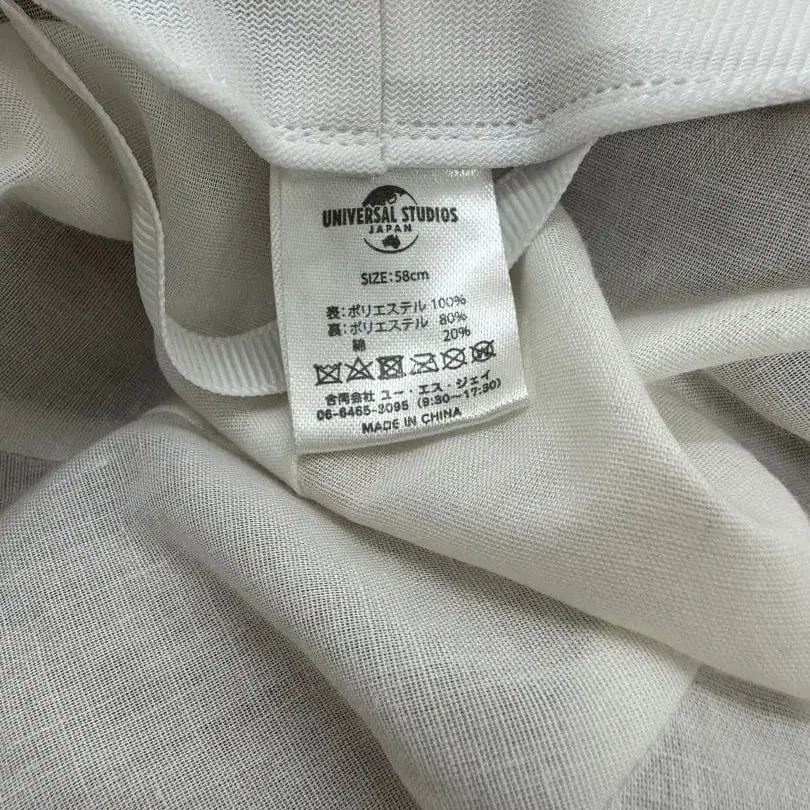 UNIVERSAL STUDIOS
JAPAN
SIZE:58cm
表:ポリエステル 100%
裏:ポリエステル 80%
綿 20%
合同会社 ユー・エス・ジェイ
06-6465-3095 (9:30〜17:30)
MADE IN CHINA